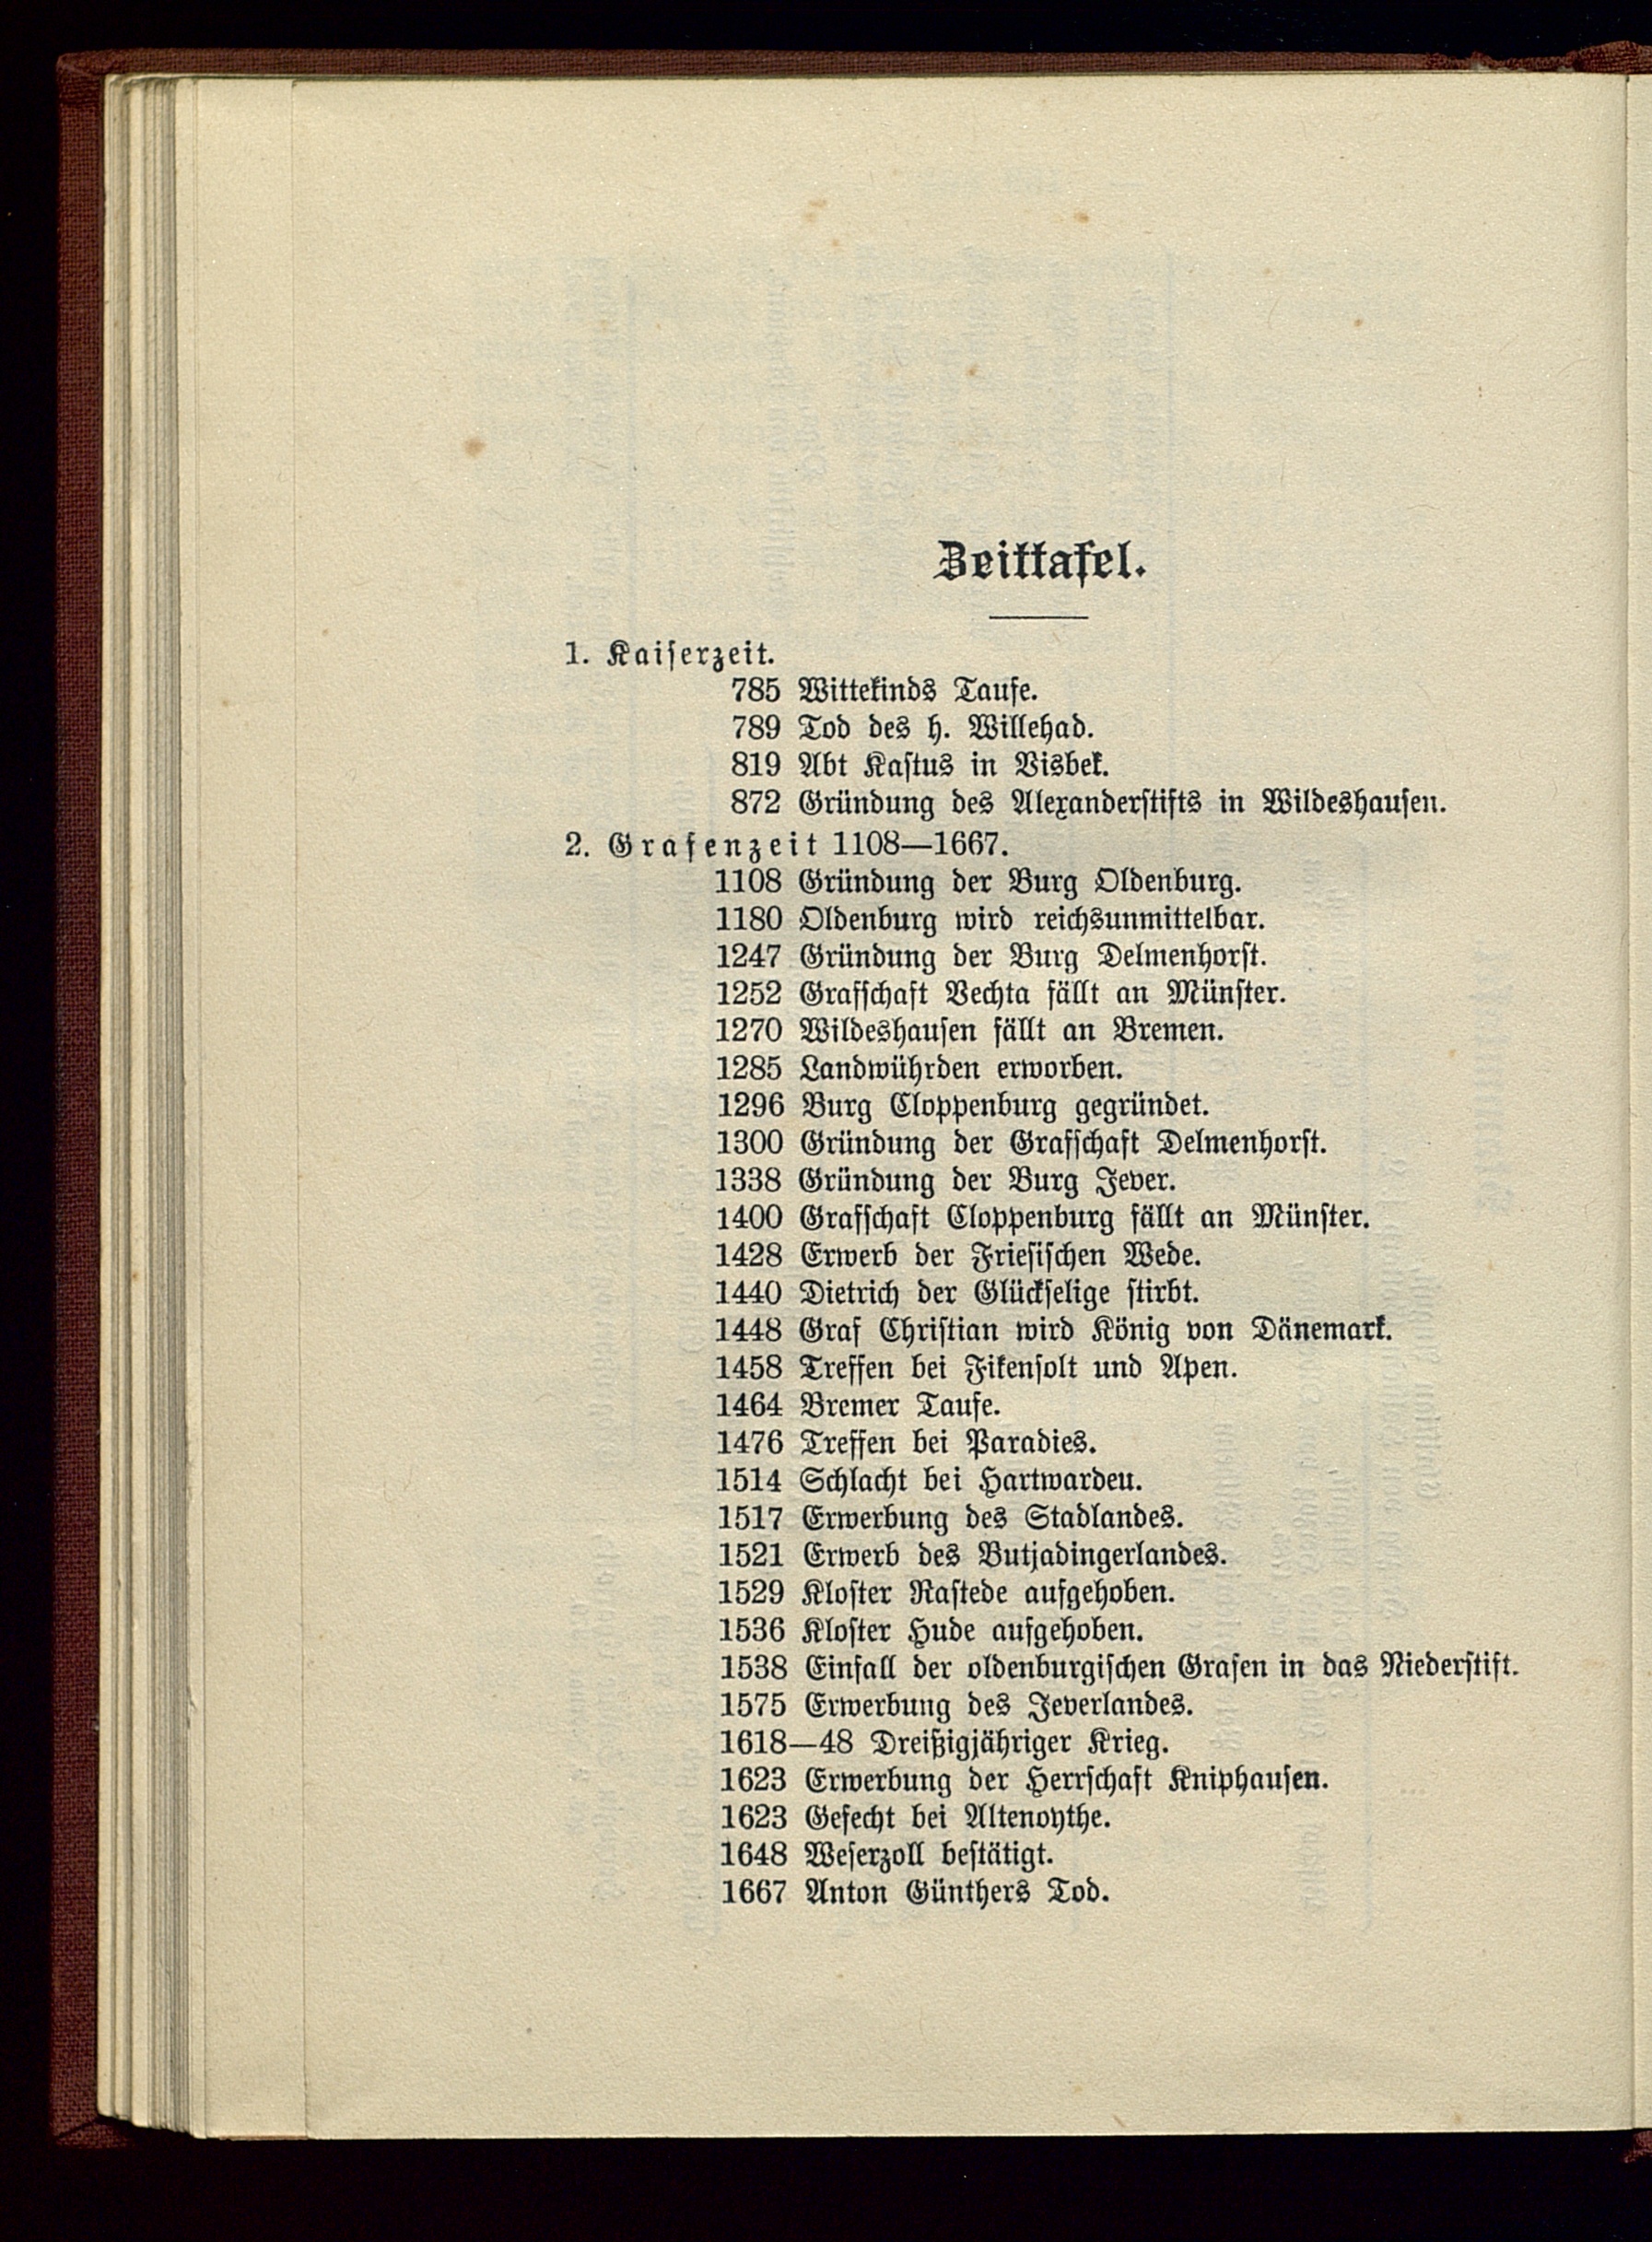 Zeittafel.
1. Kaiserzeit.
785 Wittekinds Taufe.
789 Tod des h. Willehad.
819 Abt Kastus in Visbek.
872 Gründung des Alexanderstifts in Wildeshausen.
2. Grafenzeit 1108—1667.
1108 Gründung der Burg Oldenburg.
1180 Oldenburg wird reichsunmittelbar.
1247 Gründung der Burg Delmenhorst.
1252 Grafschaft Vechta fällt an Münster.
1270 Wildeshausen fällt an Bremen.
1285 Landwührden erworben.
1296 Burg Cloppenburg gegründet.
1300 Gründung der Grafschaft Delmenhorst.
1338 Gründung der Burg Jever.
1400 Grafschaft Cloppenburg fällt an Münster.
1428 Erwerb der Friesischen Wede.
1440 Dietrich der Glückselige stirbt.
1448 Graf Christian wird König von Dänemark.
1458 Treffen bei Fikensolt und Apen.
1464 Bremer Taufe.
1476 Treffen bei Paradies.
1514 Schlacht bei Hartwarden.
1517 Erwerbung des Stadlandes.
1521 Erwerb des Butjadingerlandes.
1529 Kloster Rastede aufgehoben.
1536 Kloster Hude aufgehoben.
1538 Einfall der oldenburgischen Grafen in das Niederstift.
1575 Erwerbung des Jeverlandes.
1618—48 Dreißigjähriger Krieg.
1623 Erwerbung der Herrschaft Kniphausen.
1623 Gefecht bei Altenoythe.
1648 Weserzoll bestätigt.
1667 Anton Günthers Tod.